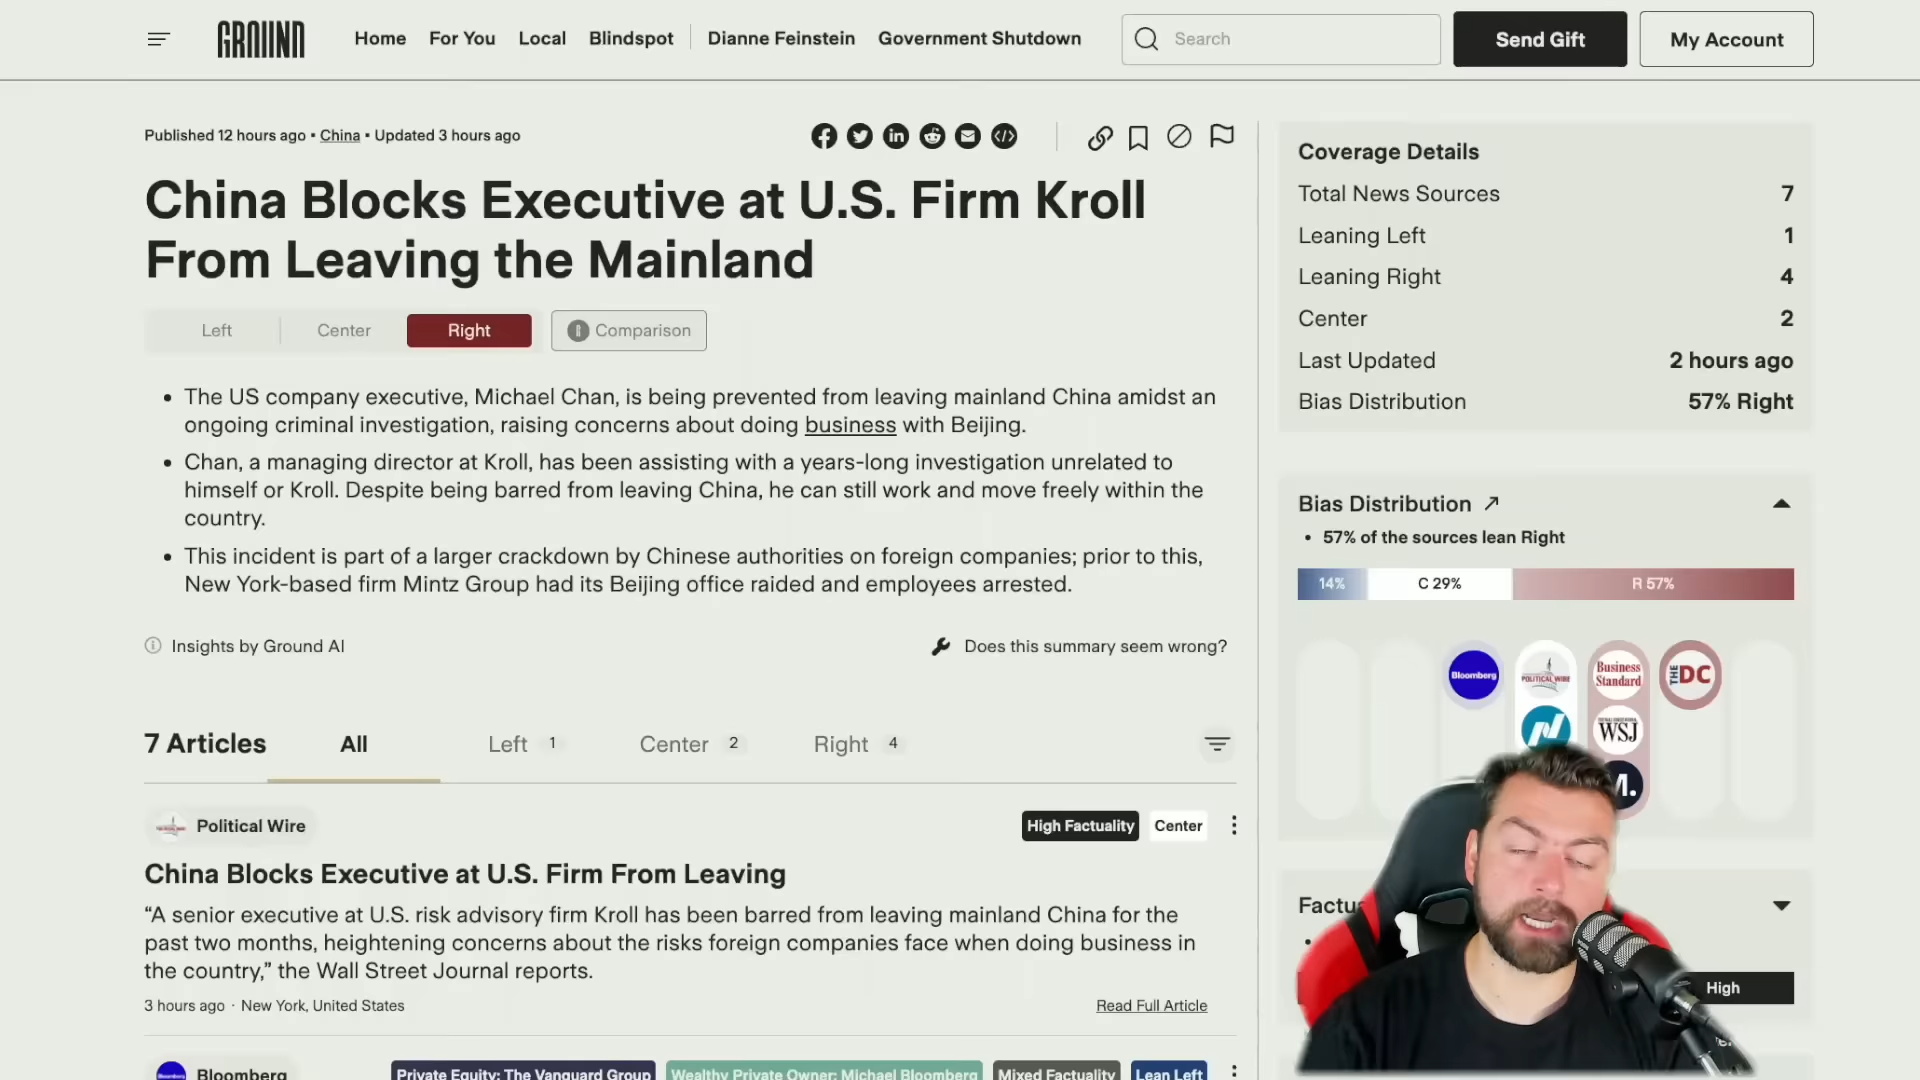 GROUND
Home For You Local Blindspot Dianne Feinstein Government Shutdown
Search
Send Gift
My Account
Published 12 hours ago • China • Updated 3 hours ago
China Blocks Executive at U.S. Firm Kroll
From Leaving the Mainland
Left Center Right Comparison
• The US company executive, Michael Chan, is being prevented from leaving mainland China amidst an
ongoing criminal investigation, raising concerns about doing business with Beijing.
• Chan, a managing director at Kroll, has been assisting with a years-long investigation unrelated to
himself or Kroll. Despite being barred from leaving China, he can still work and move freely within the
country.
• This incident is part of a larger crackdown by Chinese authorities on foreign companies; prior to this,
New York-based firm Mintz Group had its Beijing office raided and employees arrested.
Insights by Ground AI
Does this summary seem wrong?
7 Articles All Left 1 Center 2 Right 4
Political Wire
High Factuality Center
China Blocks Executive at U.S. Firm From Leaving
“A senior executive at U.S. risk advisory firm Kroll has been barred from leaving mainland China for the
past two months, heightening concerns about the risks foreign companies face when doing business in
the country,” the Wall Street Journal reports.
3 hours ago · New York, United States
Read Full Article
Bloomberg
Private Equity: The Vanguard Group Wealthy Private Owner: Michael Bloomberg Mixed Factuality Lean Left
Coverage Details
Total News Sources 7
Leaning Left 1
Leaning Right 4
Center 2
Last Updated 2 hours ago
Bias Distribution 57% Right
Bias Distribution ↗
• 57% of the sources lean Right
14% C 29% R 57%
Bloomberg
POLITICAL WIRE
Business
Standard
THE DC
WSJ
M.
Factu
High